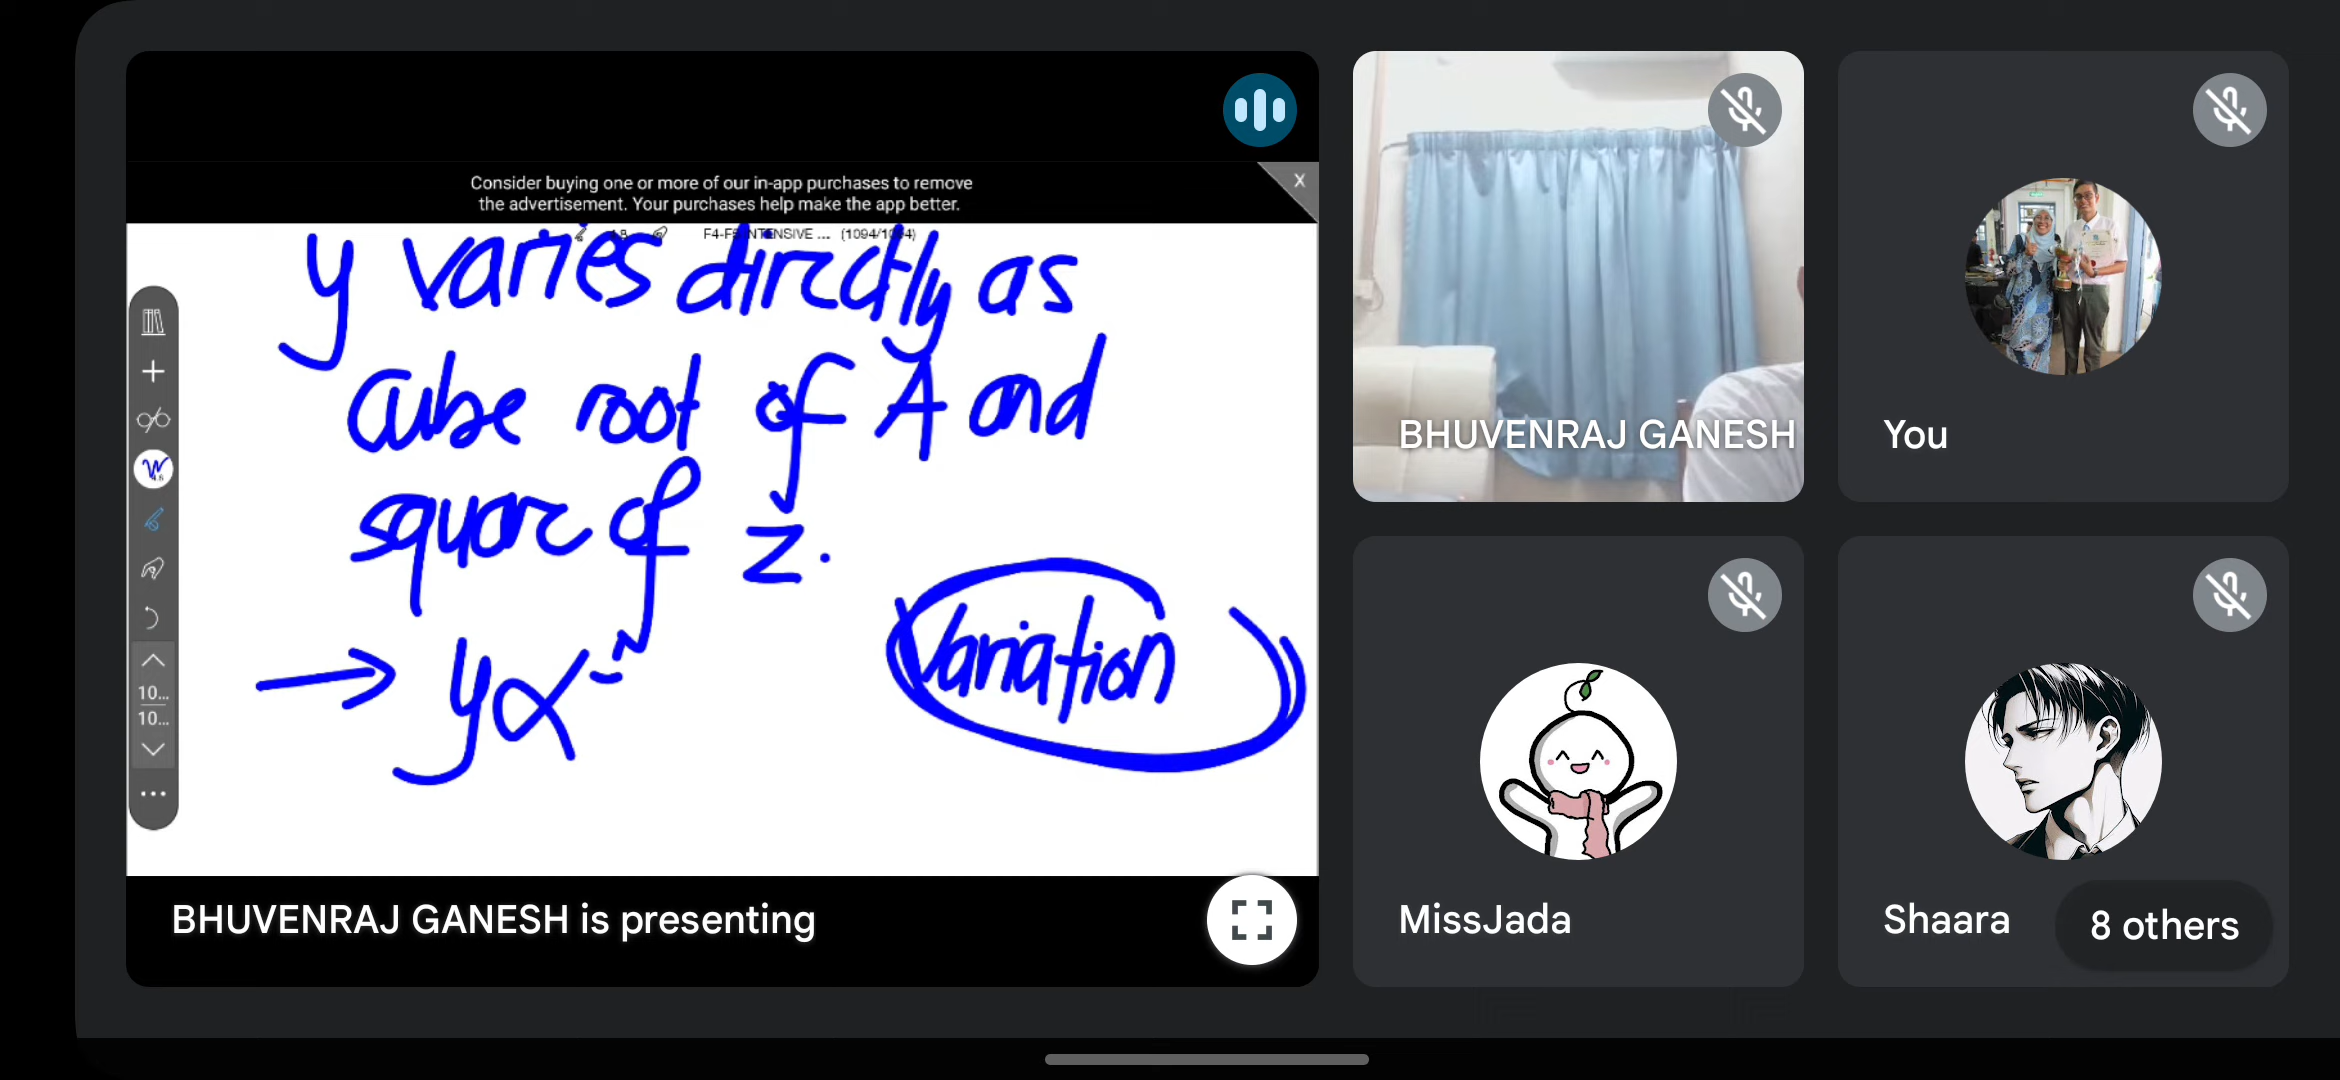 Consider buying one or more of our in-app purchases to remove
the advertisement. Your purchases help make the app better.
X
y varies directly as
cube root of A and
square of z.
→ y α
Variation
10...
10...
BHUVENRAJ GANESH is presenting
BHUVENRAJ GANESH
You
MissJada
Shaara
8 others